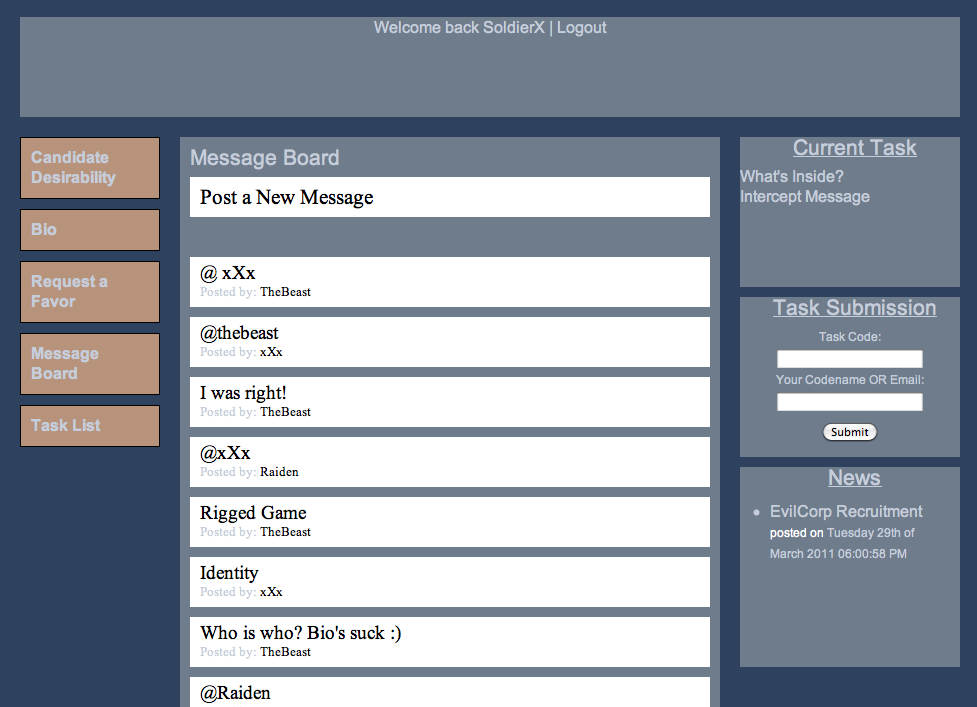 Welcome back SoldierX | Logout
Candidate
Desirability
Bio
Request a
Favor
Message
Board
Task List
Message Board
Post a New Message
@ xXx
Posted by: TheBeast
@thebeast
Posted by: xXx
I was right!
Posted by: TheBeast
@xXx
Posted by: Raiden
Rigged Game
Posted by: TheBeast
Identity
Posted by: xXx
Who is who? Bio's suck :)
Posted by: TheBeast
@Raiden
Current Task
What's Inside?
Intercept Message
Task Submission
Task Code:
Your Codename OR Email:
Submit
News
• EvilCorp Recruitment
posted on Tuesday 29th of
March 2011 06:00:58 PM